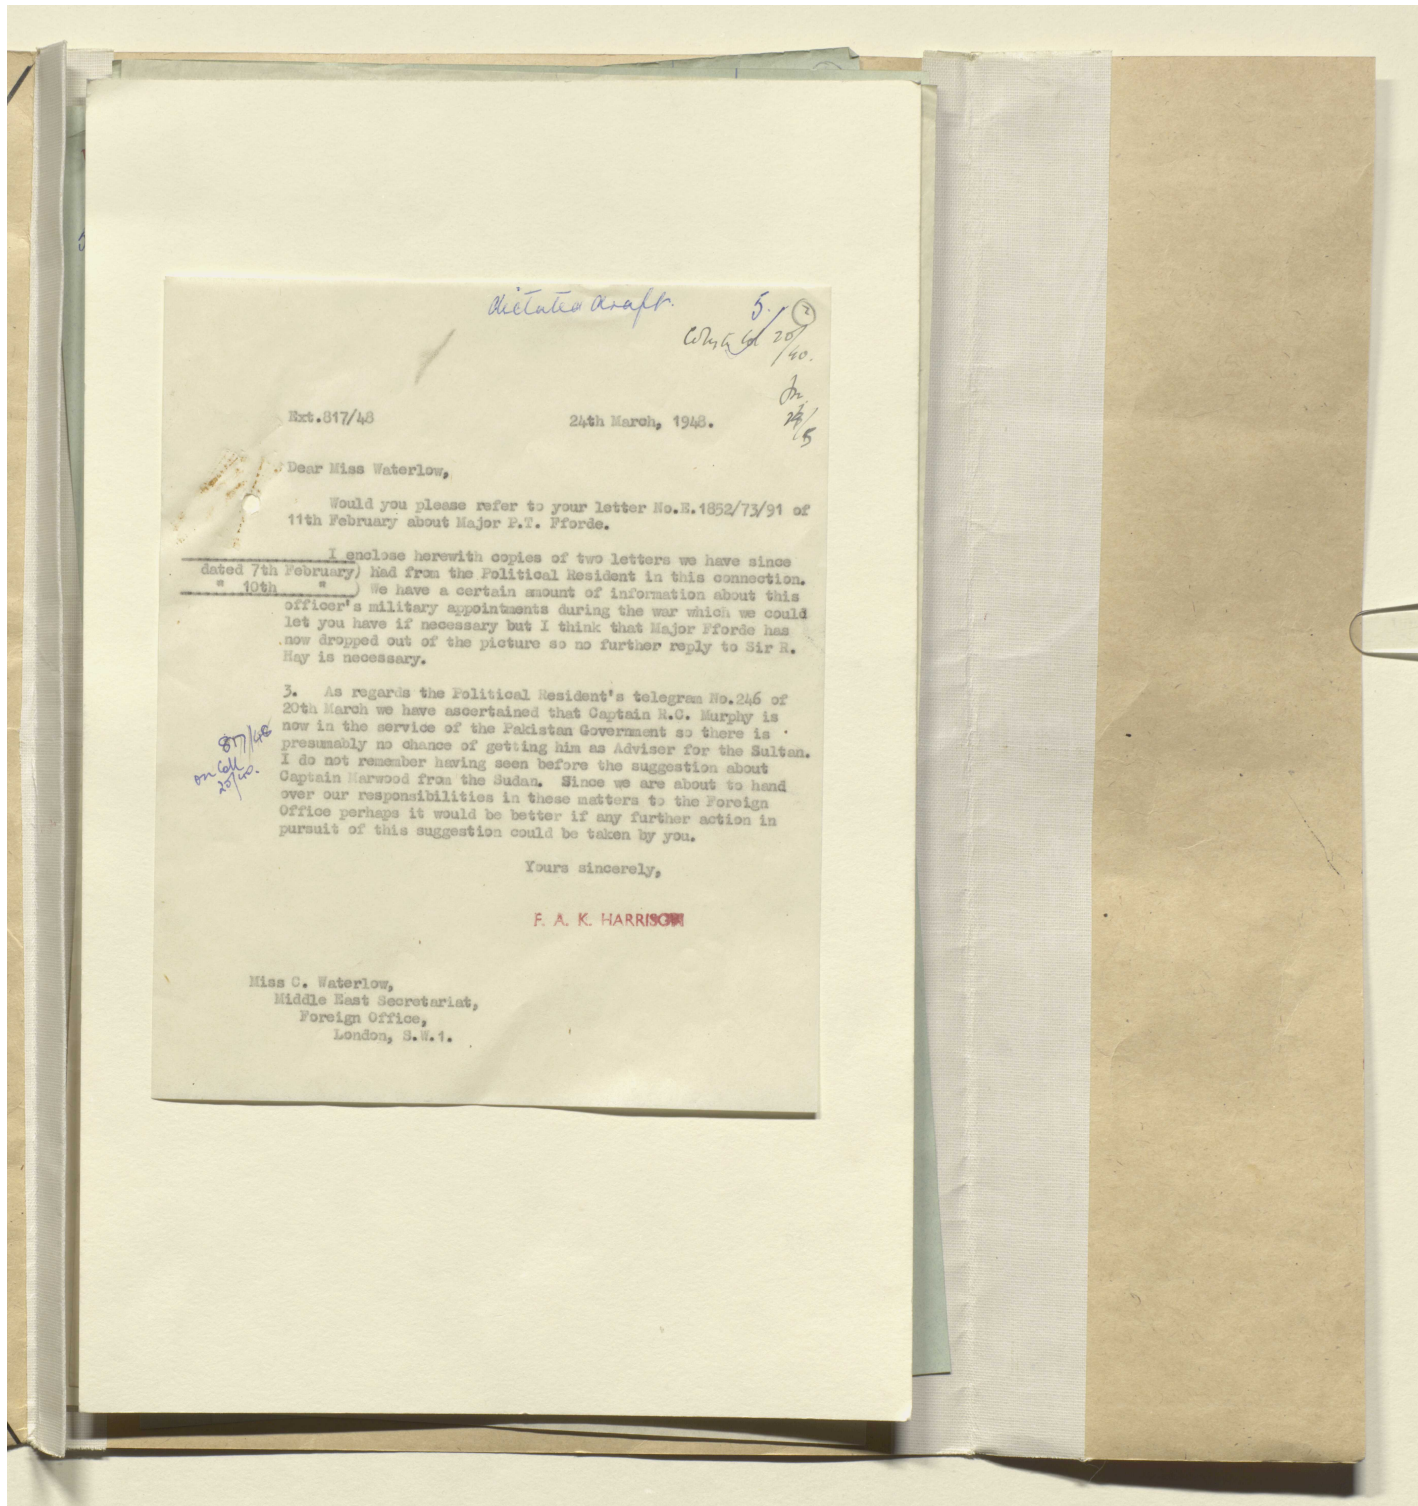 dictated draft.
5.
2
20/40.
Ext.817/48 24th March, 1948.
Dear Miss Waterlow,
Would you please refer to your letter No.E.1852/73/91 of
11th February about Major P.T. Fforde.
I enclose herewith copies of two letters we have since
dated 7th February) had from the Political Resident in this connection.
" 10th " ) We have a certain amount of information about this
officer's military appointments during the war which we could
let you have if necessary but I think that Major Fforde has
now dropped out of the picture so no further reply to Sir R.
Hay is necessary.
3. As regards the Political Resident's telegram No.246 of
20th March we have ascertained that Captain R.C. Murphy is
now in the service of the Pakistan Government so there is
presumably no chance of getting him as Adviser for the Sultan.
I do not remember having seen before the suggestion about
Captain Marwood from the Sudan. Since we are about to hand
over our responsibilities in these matters to the Foreign
Office perhaps it would be better if any further action in
pursuit of this suggestion could be taken by you.
817/48
on Coll
20/40.
Yours sincerely,
F. A. K. HARRISON
Miss C. Waterlow,
Middle East Secretariat,
Foreign Office,
London, S.W.1.